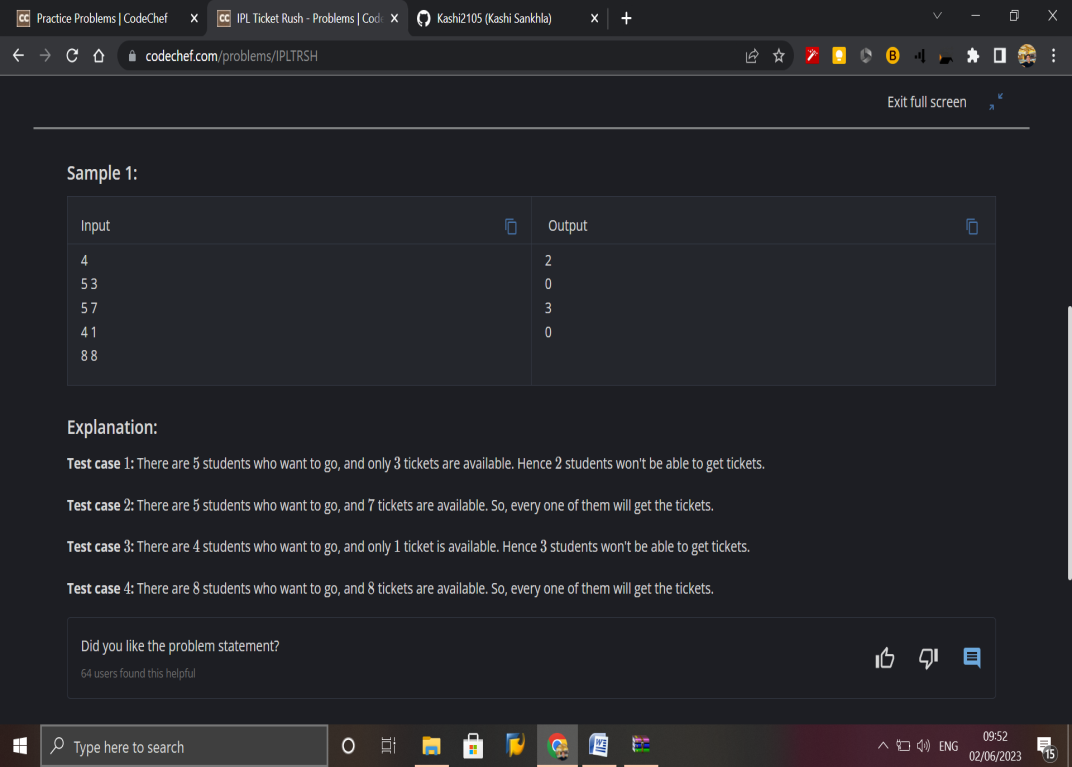 Practice Problems | CodeChef
IPL Ticket Rush - Problems | Cod
Kashi2105 (Kashi Sankhla)
codechef.com/problems/IPLTRSH
Exit full screen
Sample 1:
Input
Output
4
2
5 3
0
5 7
3
4 1
0
8 8
Explanation:
Test case 1: There are 5 students who want to go, and only 3 tickets are available. Hence 2 students won't be able to get tickets.
Test case 2: There are 5 students who want to go, and 7 tickets are available. So, every one of them will get the tickets.
Test case 3: There are 4 students who want to go, and only 1 ticket is available. Hence 3 students won't be able to get tickets.
Test case 4: There are 8 students who want to go, and 8 tickets are available. So, every one of them will get the tickets.
Did you like the problem statement?
64 users found this helpful
Type here to search
ENG
09:52
02/06/2023
15